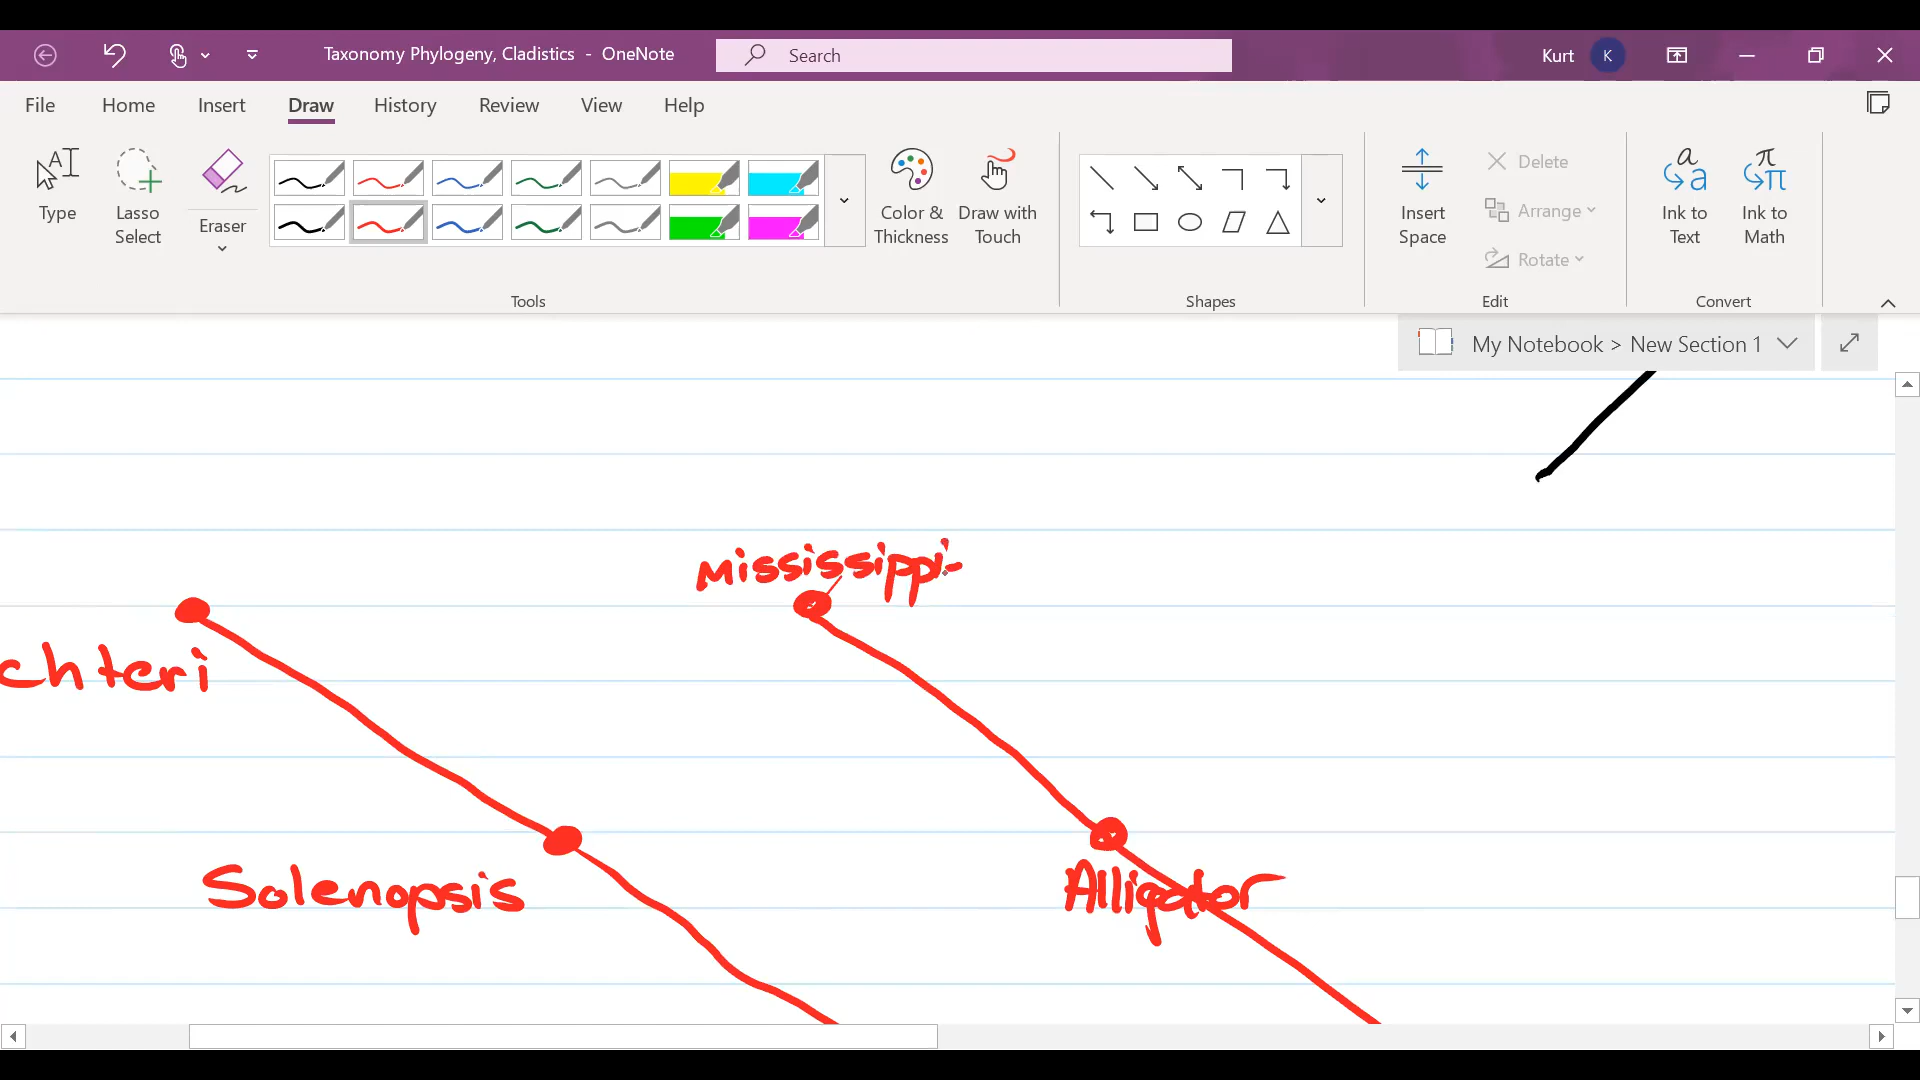 Taxonomy Phylogeny, Cladistics - OneNote
Search
Kurt
K
File Home Insert Draw History Review View Help
Type
Lasso Select
Eraser
Color & Thickness
Draw with Touch
Insert Space
Delete
Arrange
Rotate
Ink to Text
Ink to Math
Tools
Shapes
Edit
Convert
My Notebook > New Section 1
Mississippi-
chteri
Solenopsis
Alligator